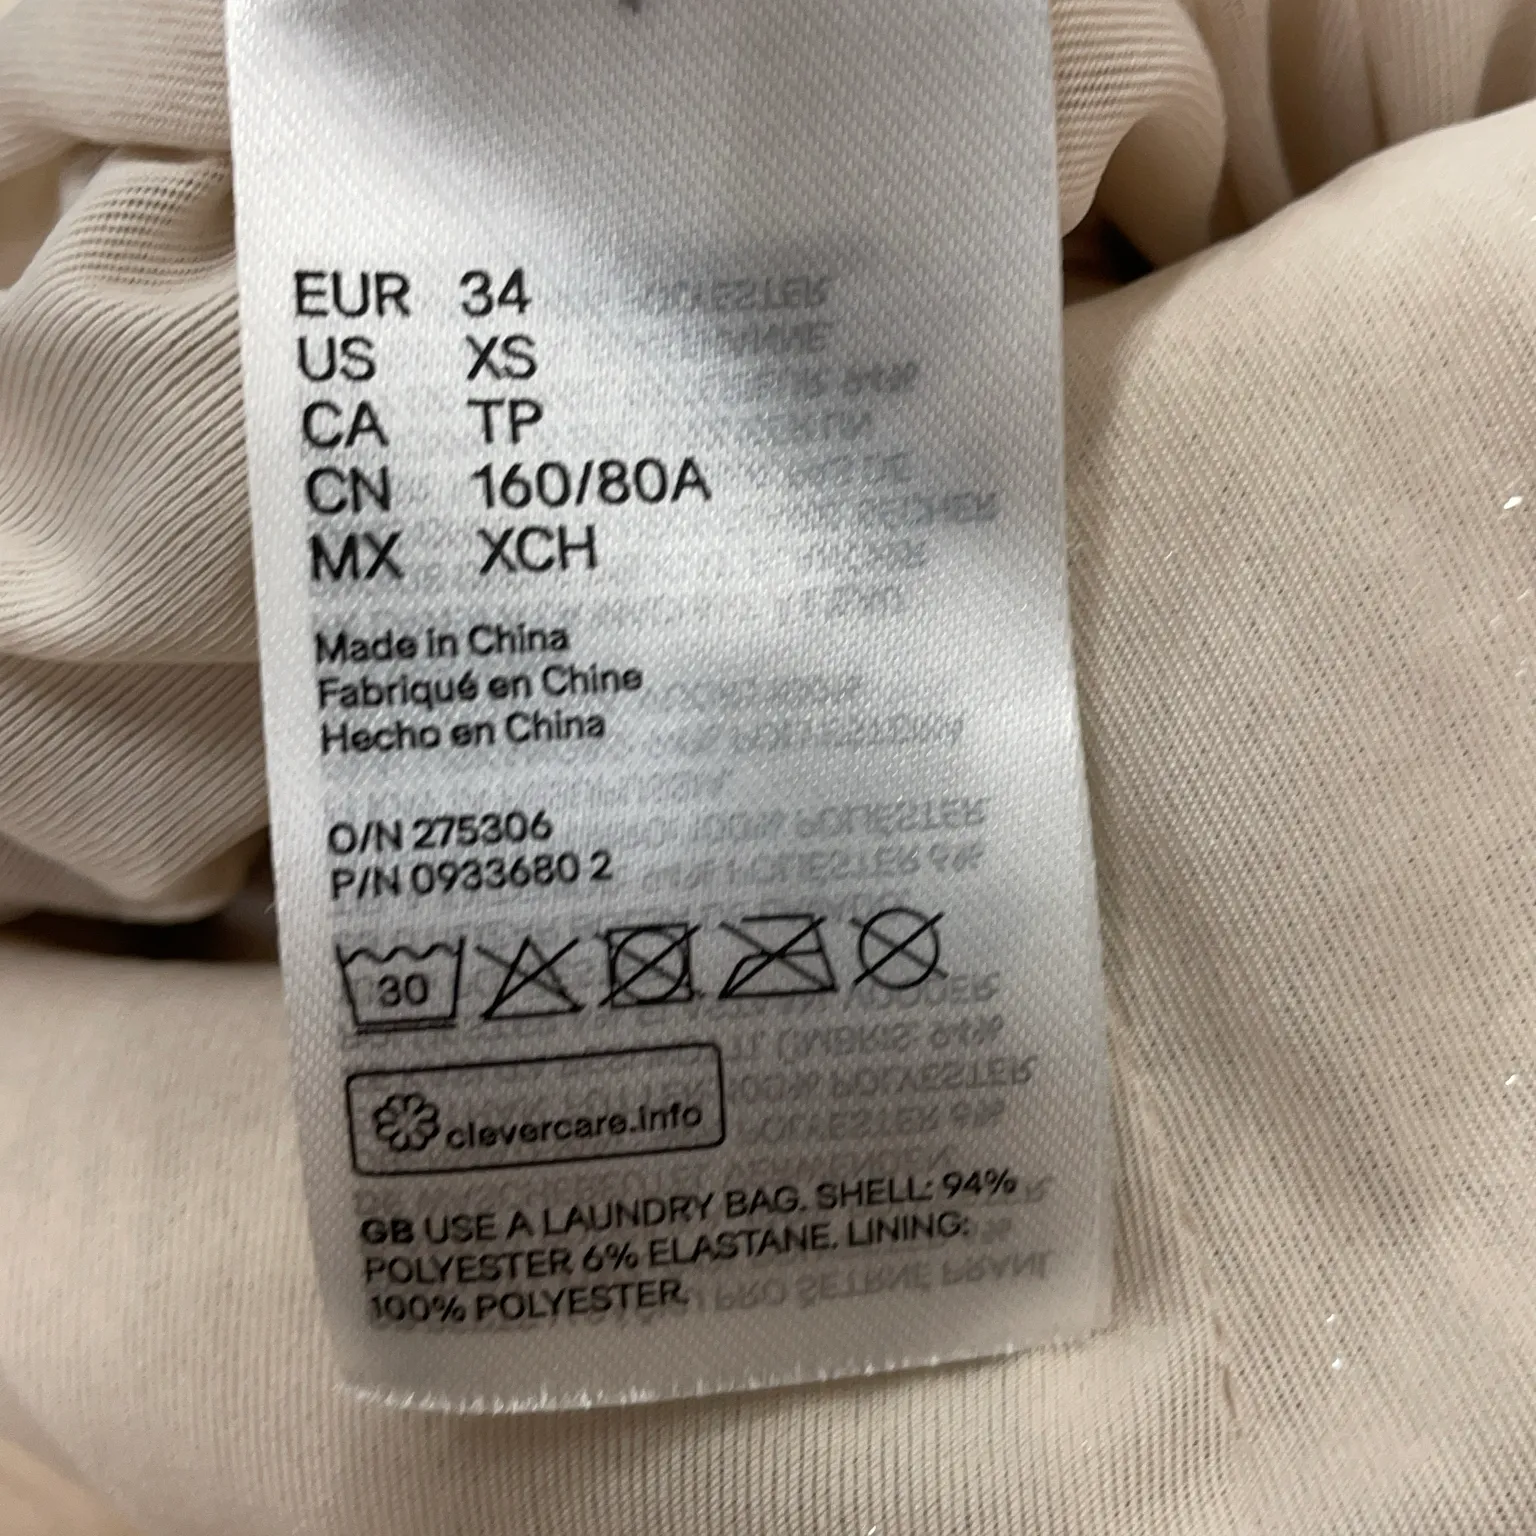 EUR 34
US XS
CA TP
CN 160/80A
MX XCH
Made in China
Fabriqué en Chine
Hecho en China
O/N 275306
P/N 0933680 2
30
clevercare.info
GB USE A LAUNDRY BAG. SHELL: 94%
POLYESTER 6% ELASTANE. LINING:
100% POLYESTER.